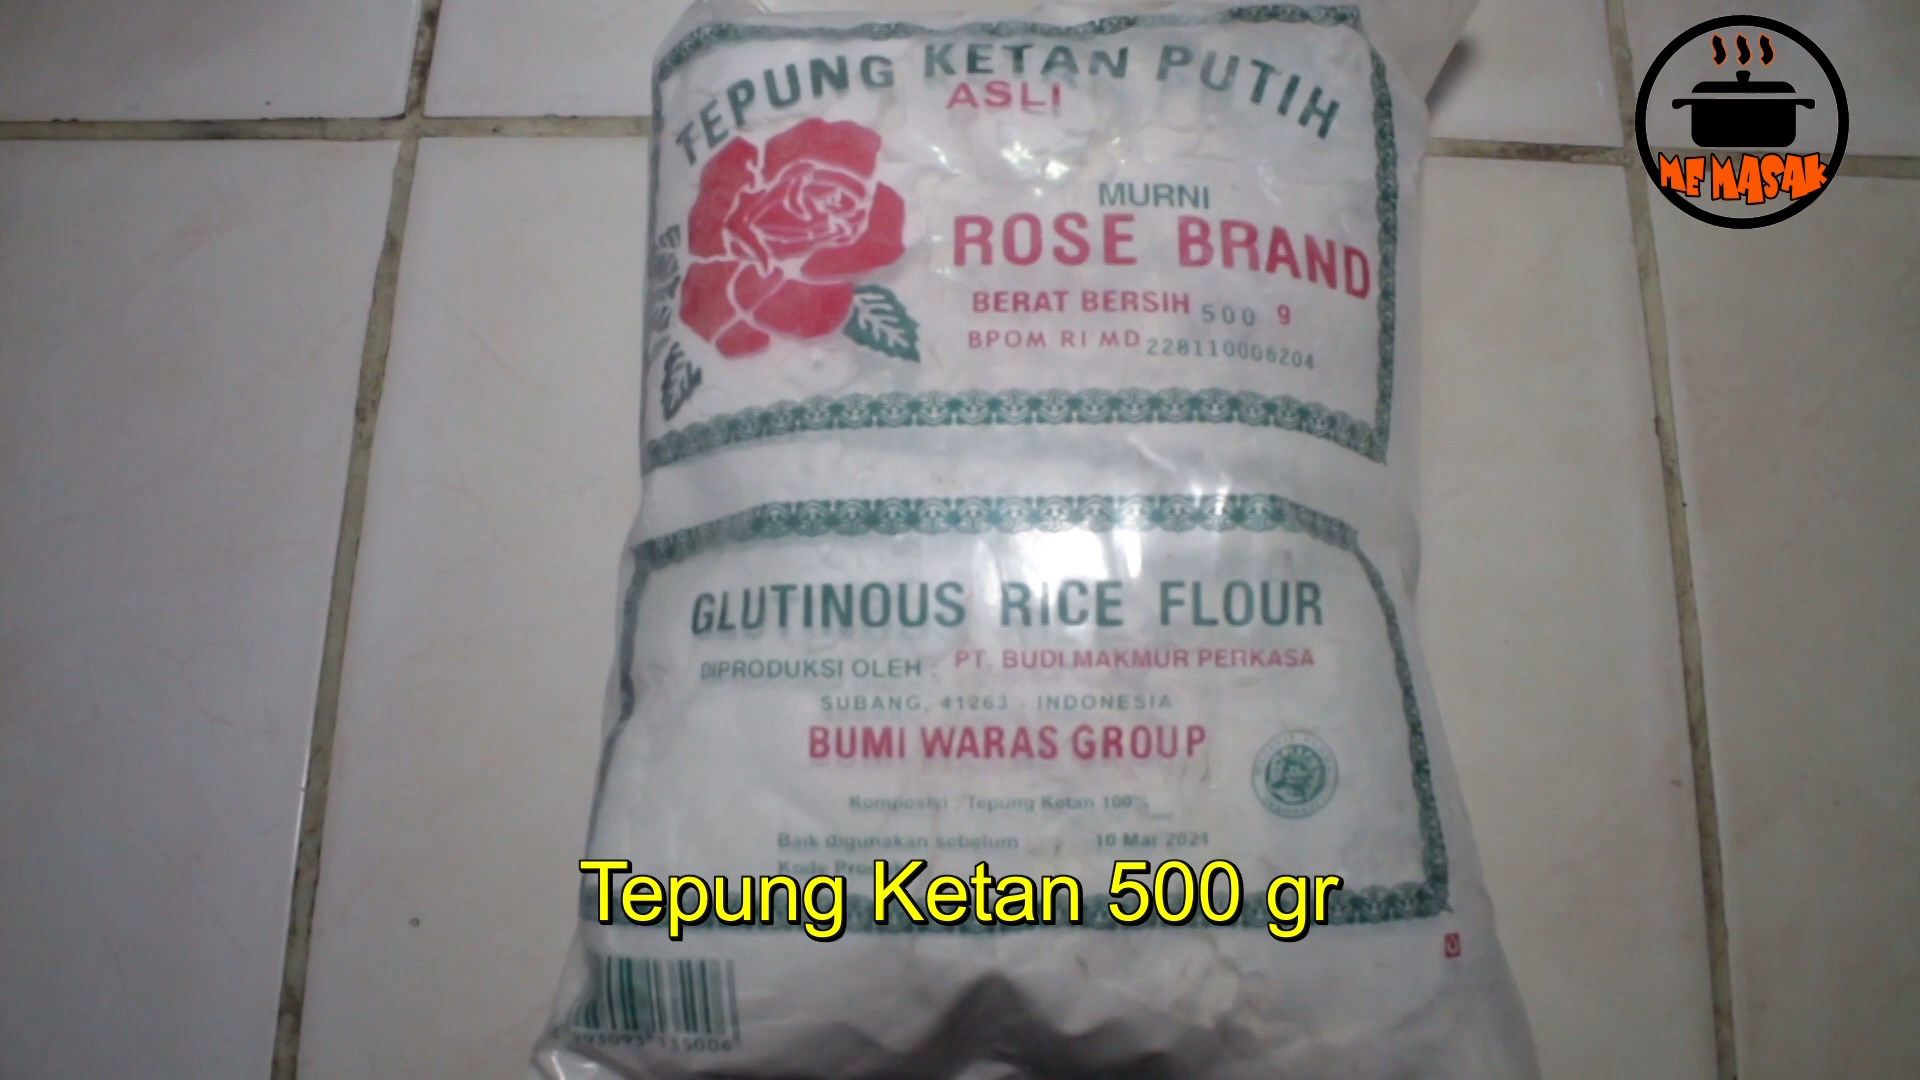 TEPUNG KETAN PUTIH
ASLI
MURNI
ROSE BRAND
BERAT BERSIH 500 g
BPOM RI MD 228110006204
GLUTINOUS RICE FLOUR
DIPRODUKSI OLEH : PT. BUDI MAKMUR PERKASA
SUBANG, 41263 - INDONESIA
BUMI WARAS GROUP
Komposisi : Tepung Ketan 100%
Baik digunakan sebelum : 10 Mar 2021
Kode
Tepung Ketan 500 gr
ME MASAK